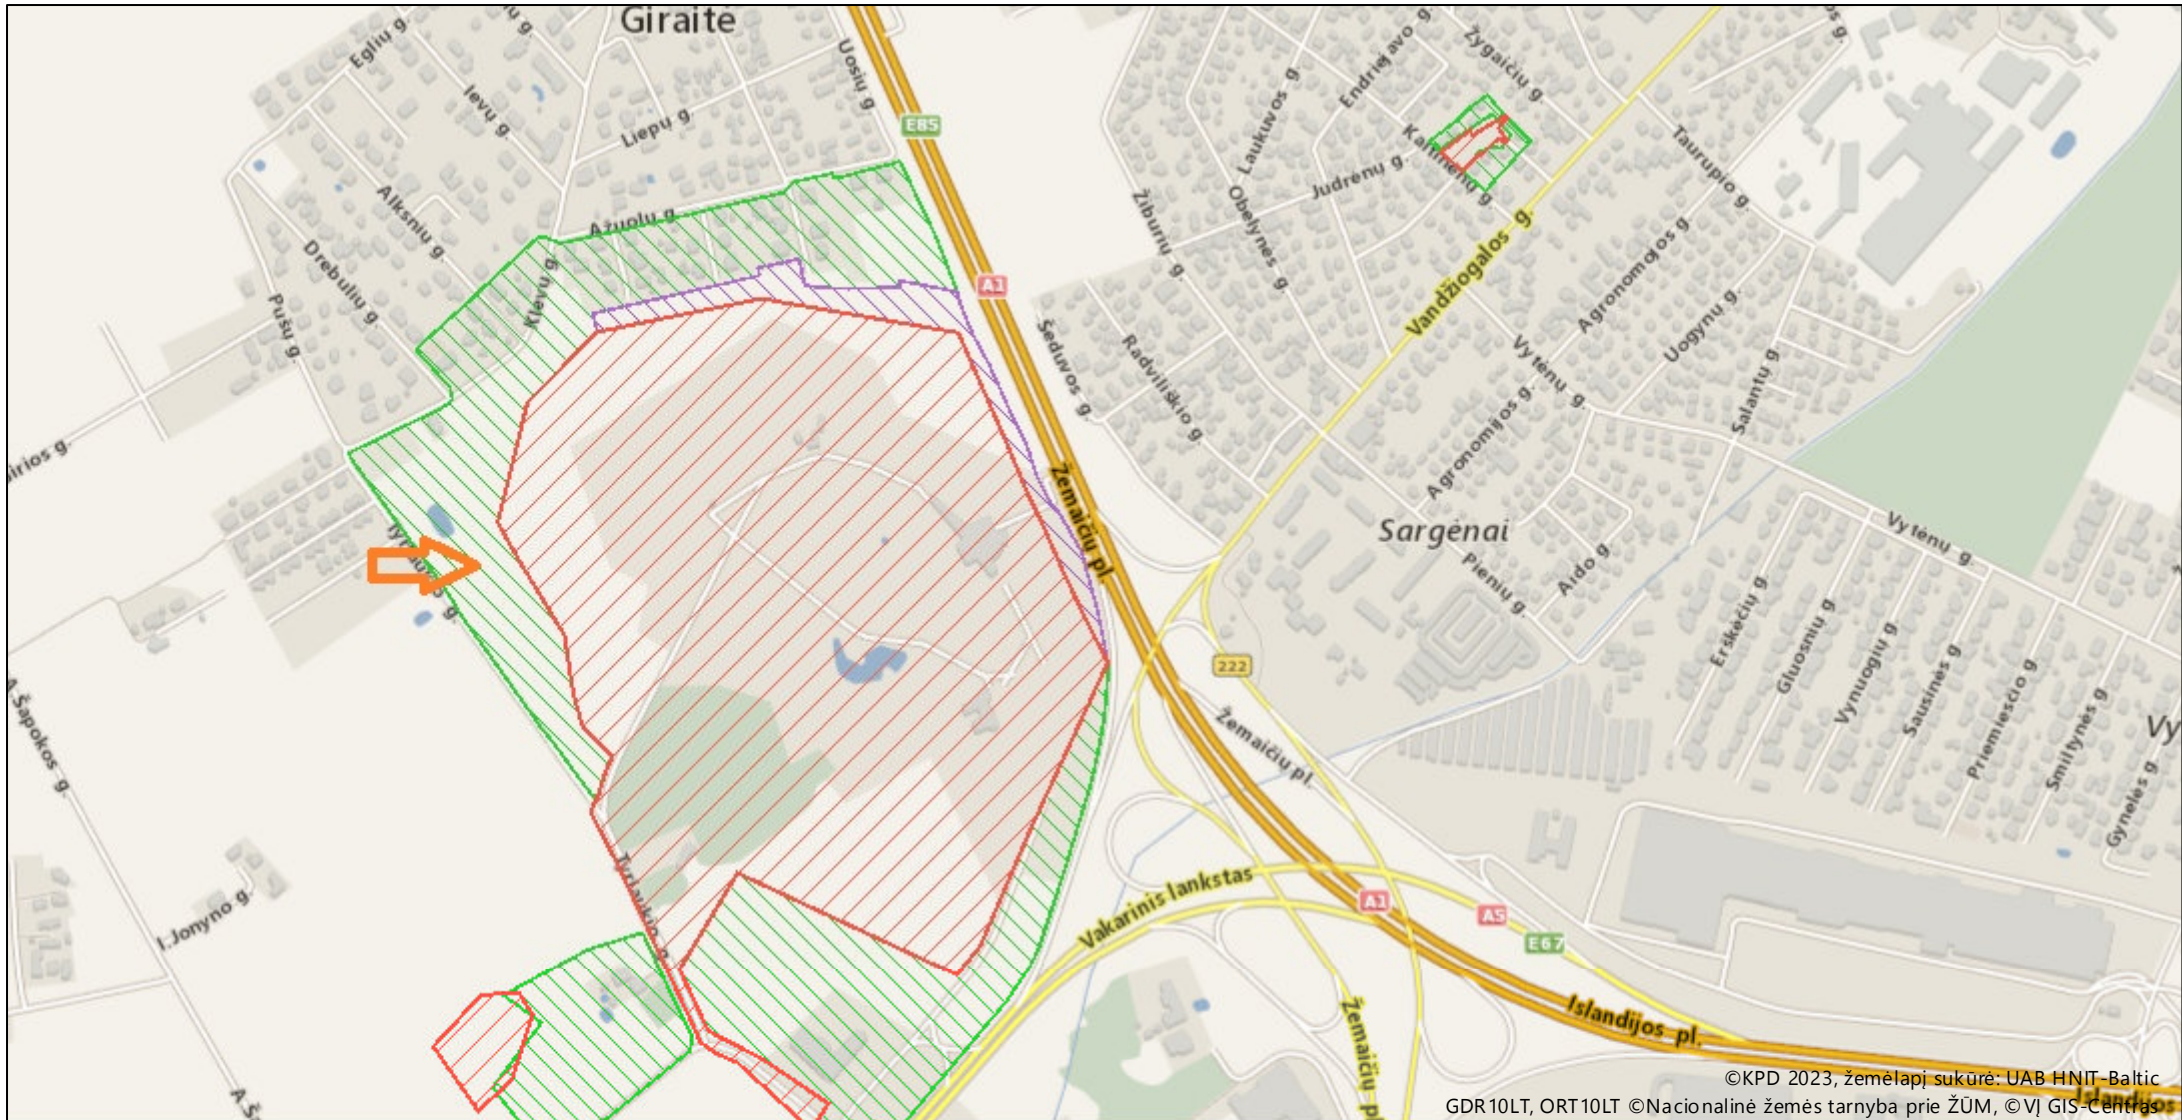 Giraitė
Eglių g.
Ievų g.
Liepų g.
Uosių g.
E85
Alksnių g.
Drebulių g.
Pušų g.
Ažuolų g.
Klevų g.
A1
Laukuvos g.
Endriejavo g.
Žygaičių g.
Judrėnų g.
Obelynės g.
Žiburių g.
Taurupio g.
Vandžiogalos g.
Agronomijos g.
Uogynų g.
Vytėnų g.
Salantų g.
Šeduvos g.
Radviliškio g.
Agronomijos g.
Žemaičių pl.
Sargėnai
Pienių g.
Aido g.
Vytėnų g.
222
Erškėčių g.
Gluosnių g.
Vynuogių g.
Sausinės g.
Priemiesčio g.
Smiltynės g.
Gynelės g.
Vy
A.Šapokos g.
Žemaičių pl.
I.Jonyno g.
Vakarinis lankstas
A1
A5
E67
Žemaičių pl.
Islandijos pl.
©KPD 2023, žemėlapį sukūrė: UAB HNIT-Baltic
GDR10LT, ORT10LT ©Nacionalinė žemės tarnyba prie ŽŪM, ©VĮ GIS-Centras